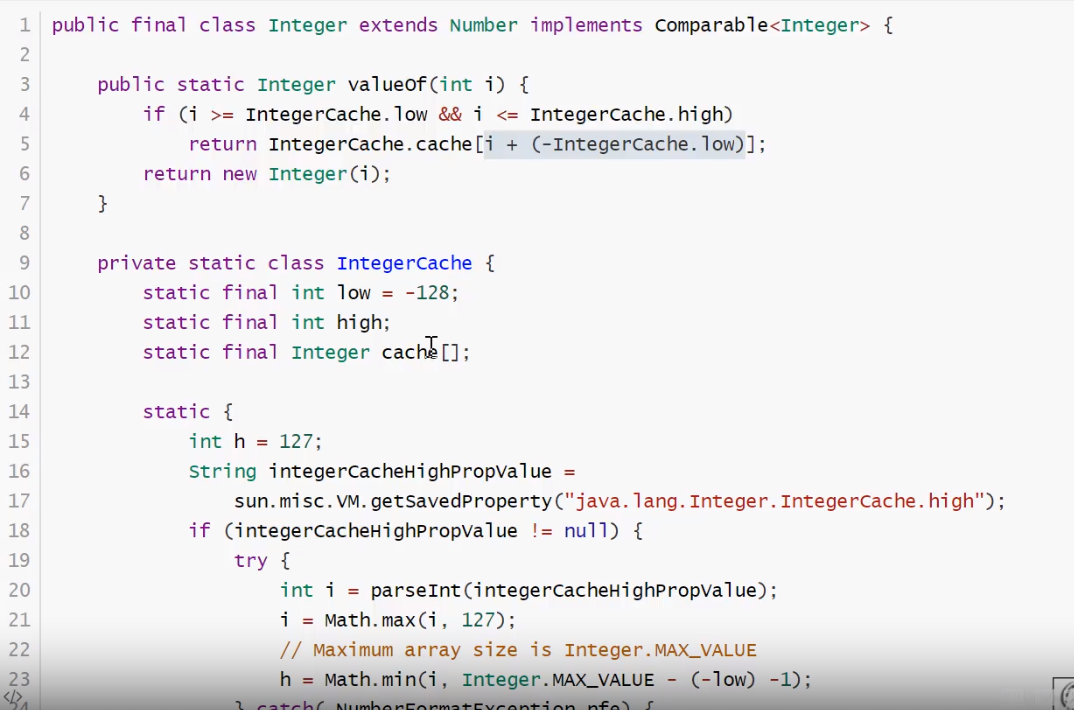 1 public final class Integer extends Number implements Comparable<Integer> {
2
3 public static Integer valueOf(int i) {
4 if (i >= IntegerCache.low && i <= IntegerCache.high)
5 return IntegerCache.cache[i + (-IntegerCache.low)];
6 return new Integer(i);
7 }
8
9 private static class IntegerCache {
10 static final int low = -128;
11 static final int high;
12 static final Integer cache[];
13
14 static {
15 int h = 127;
16 String integerCacheHighPropValue =
17 sun.misc.VM.getSavedProperty("java.lang.Integer.IntegerCache.high");
18 if (integerCacheHighPropValue != null) {
19 try {
20 int i = parseInt(integerCacheHighPropValue);
21 i = Math.max(i, 127);
22 // Maximum array size is Integer.MAX_VALUE
23 h = Math.min(i, Integer.MAX_VALUE - (-low) -1);
24 } catch( NumberFormatException nfe) {